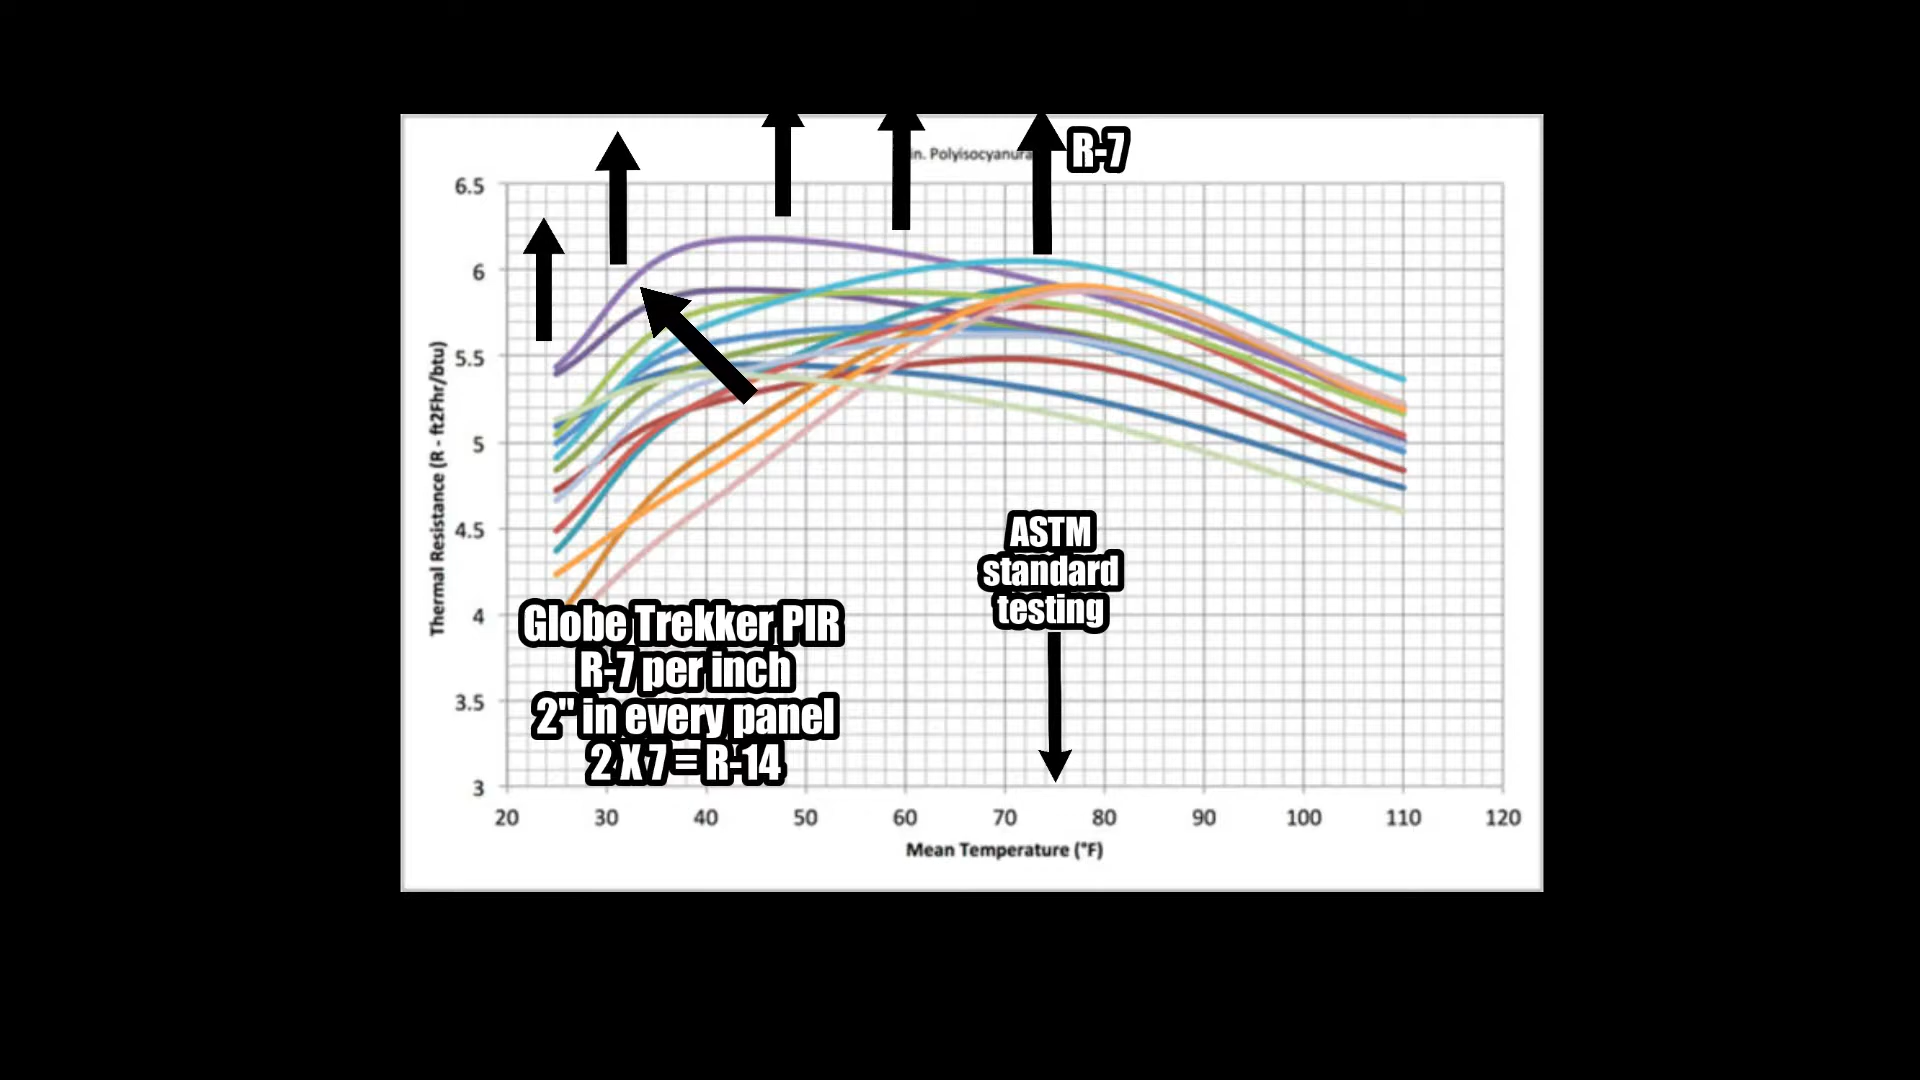 in. Polyisocyanura
R-7
6.5
6
5.5
5
4.5
4
3.5
3
Thermal Resistance (R - ft2Fhr/btu)
ASTM
standard
testing
Globe Trekker PIR
R-7 per inch
2" in every panel
2 X 7 = R-14
20 30 40 50 60 70 80 90 100 110 120
Mean Temperature (°F)